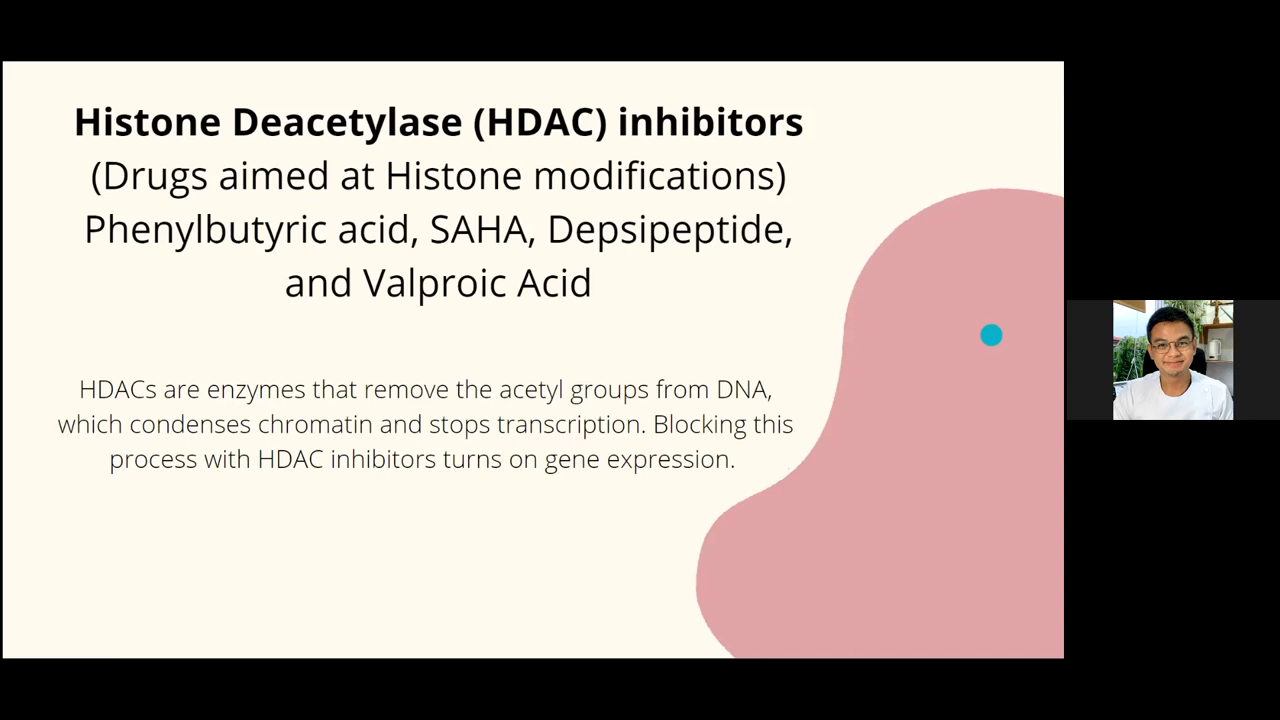 Histone Deacetylase (HDAC) inhibitors
(Drugs aimed at Histone modifications)
Phenylbutyric acid, SAHA, Depsipeptide,
and Valproic Acid
HDACs are enzymes that remove the acetyl groups from DNA,
which condenses chromatin and stops transcription. Blocking this
process with HDAC inhibitors turns on gene expression.